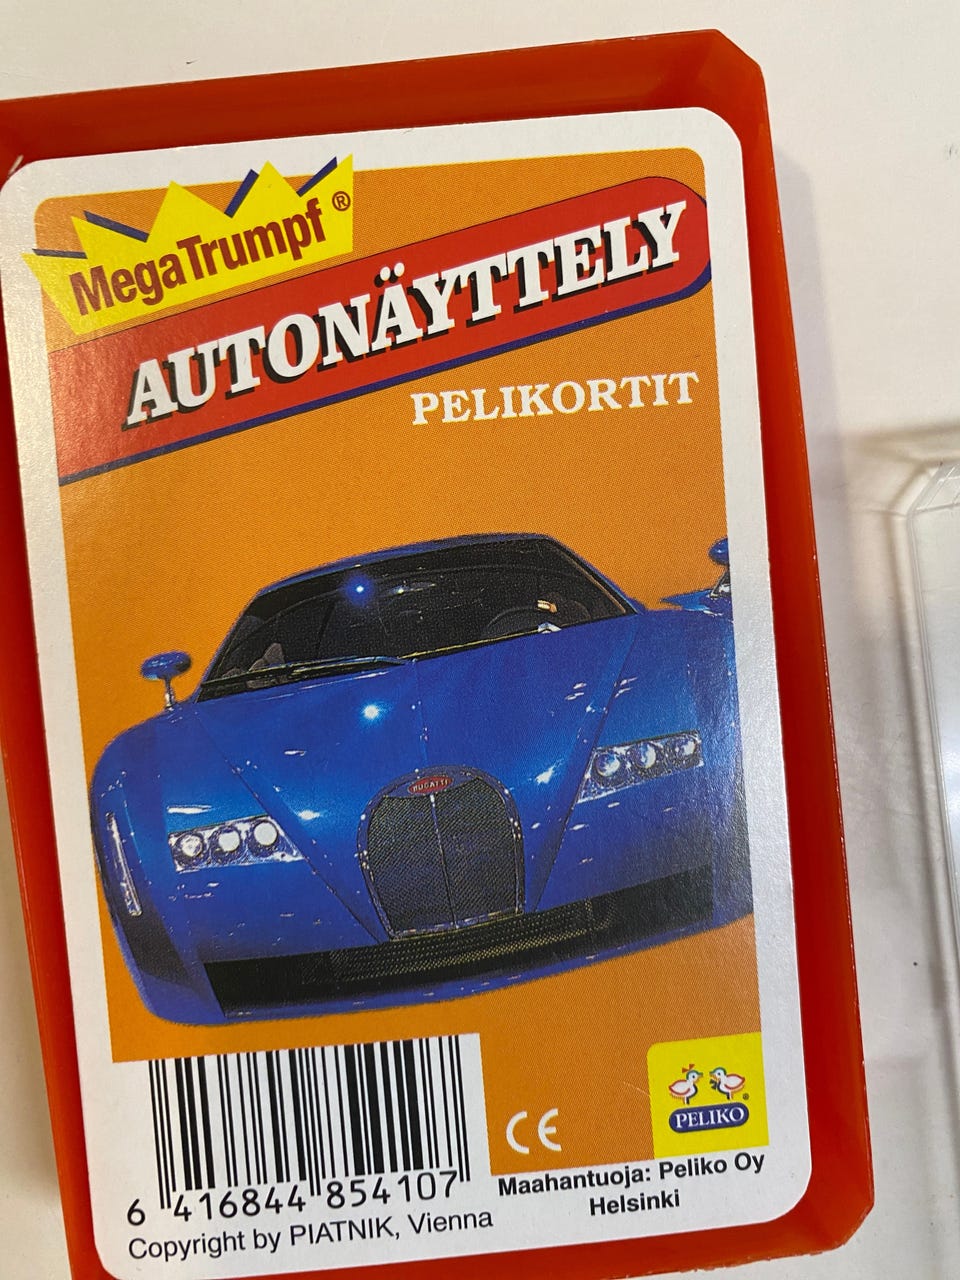 MegaTrumpf®
AUTONÄYTTELY
PELIKORTIT
BUGATTI
CE
PELIKO®
6 416844 854107
Maahantuoja: Peliko Oy
Helsinki
Copyright by PIATNIK, Vienna